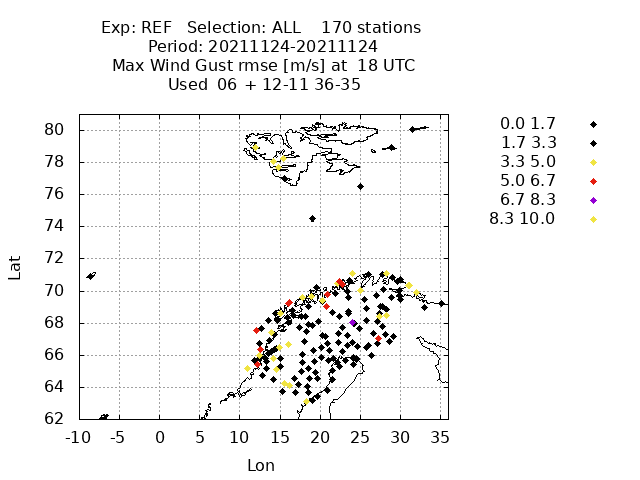 Exp: REF   Selection: ALL    170 stations
Period: 20211124-20211124
Max Wind Gust rmse [m/s] at  18 UTC
Used  06 + 12-11 36-35
0.0 1.7
1.7 3.3
3.3 5.0
5.0 6.7
6.7 8.3
8.3 10.0
80
78
76
74
72
70
68
66
64
62
Lat
-10 -5 0 5 10 15 20 25 30 35
Lon